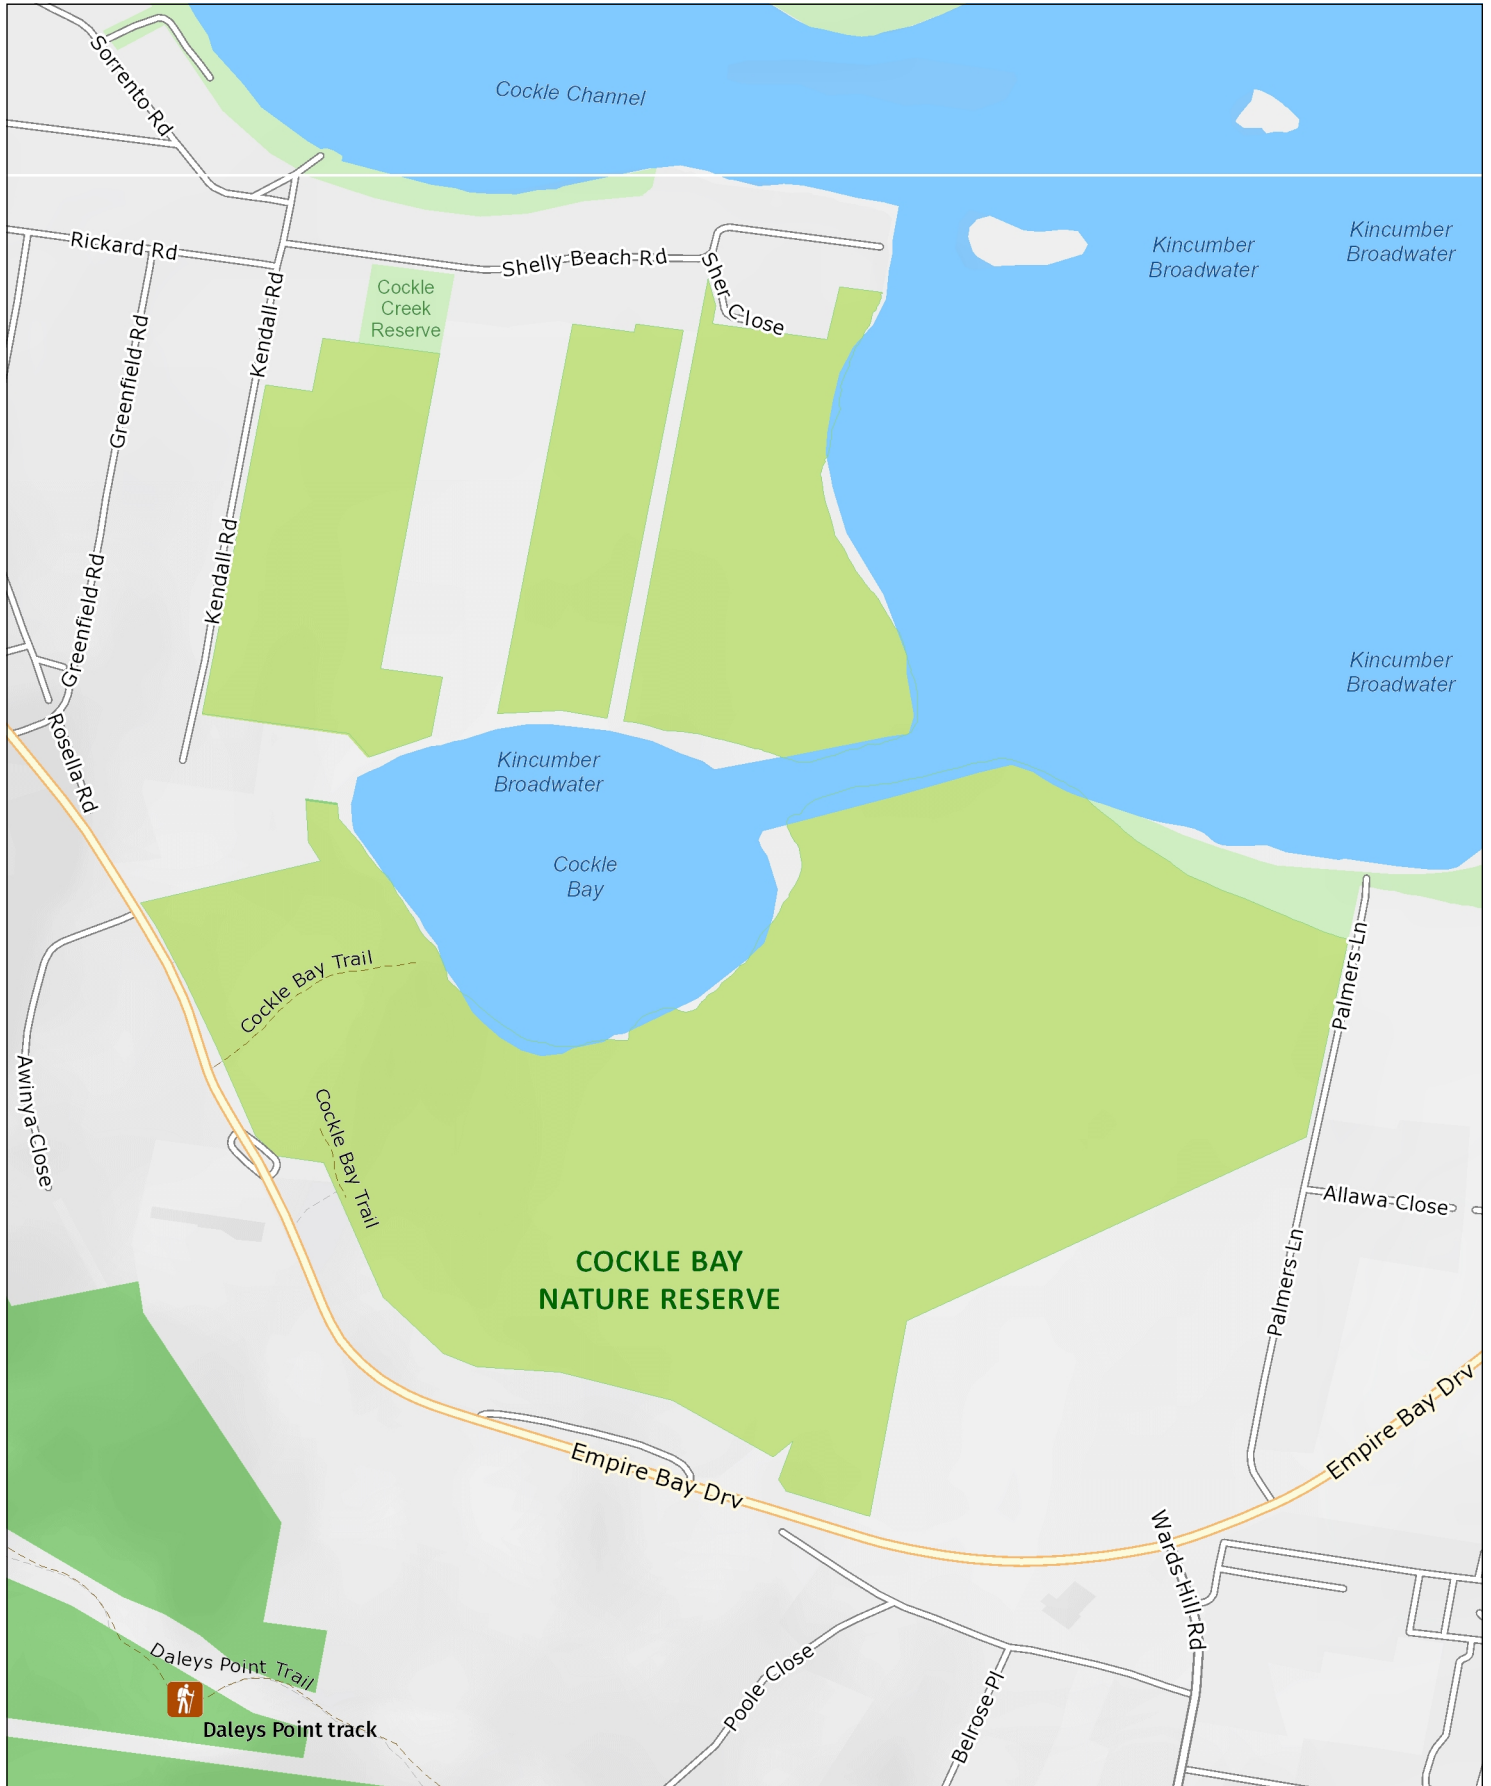 Sorrento Rd
Cockle Channel
Rickard Rd
Shelly Beach Rd
Sher Close
Kincumber
Broadwater
Kincumber
Broadwater
Cockle
Creek
Reserve
Kendall Rd
Greenfield Rd
Kendall Rd
Greenfield Rd
Kincumber
Broadwater
Rosella Rd
Kincumber
Broadwater
Cockle
Bay
Cockle Bay Trail
Palmers Ln
Awinya Close
Cockle Bay Trail
Allawa Close
Palmers Ln
COCKLE BAY
NATURE RESERVE
Empire Bay Drv
Empire Bay Drv
Wards Hill Rd
Daleys Point Trail
Daleys Point track
Poole Close
Belrose Pl